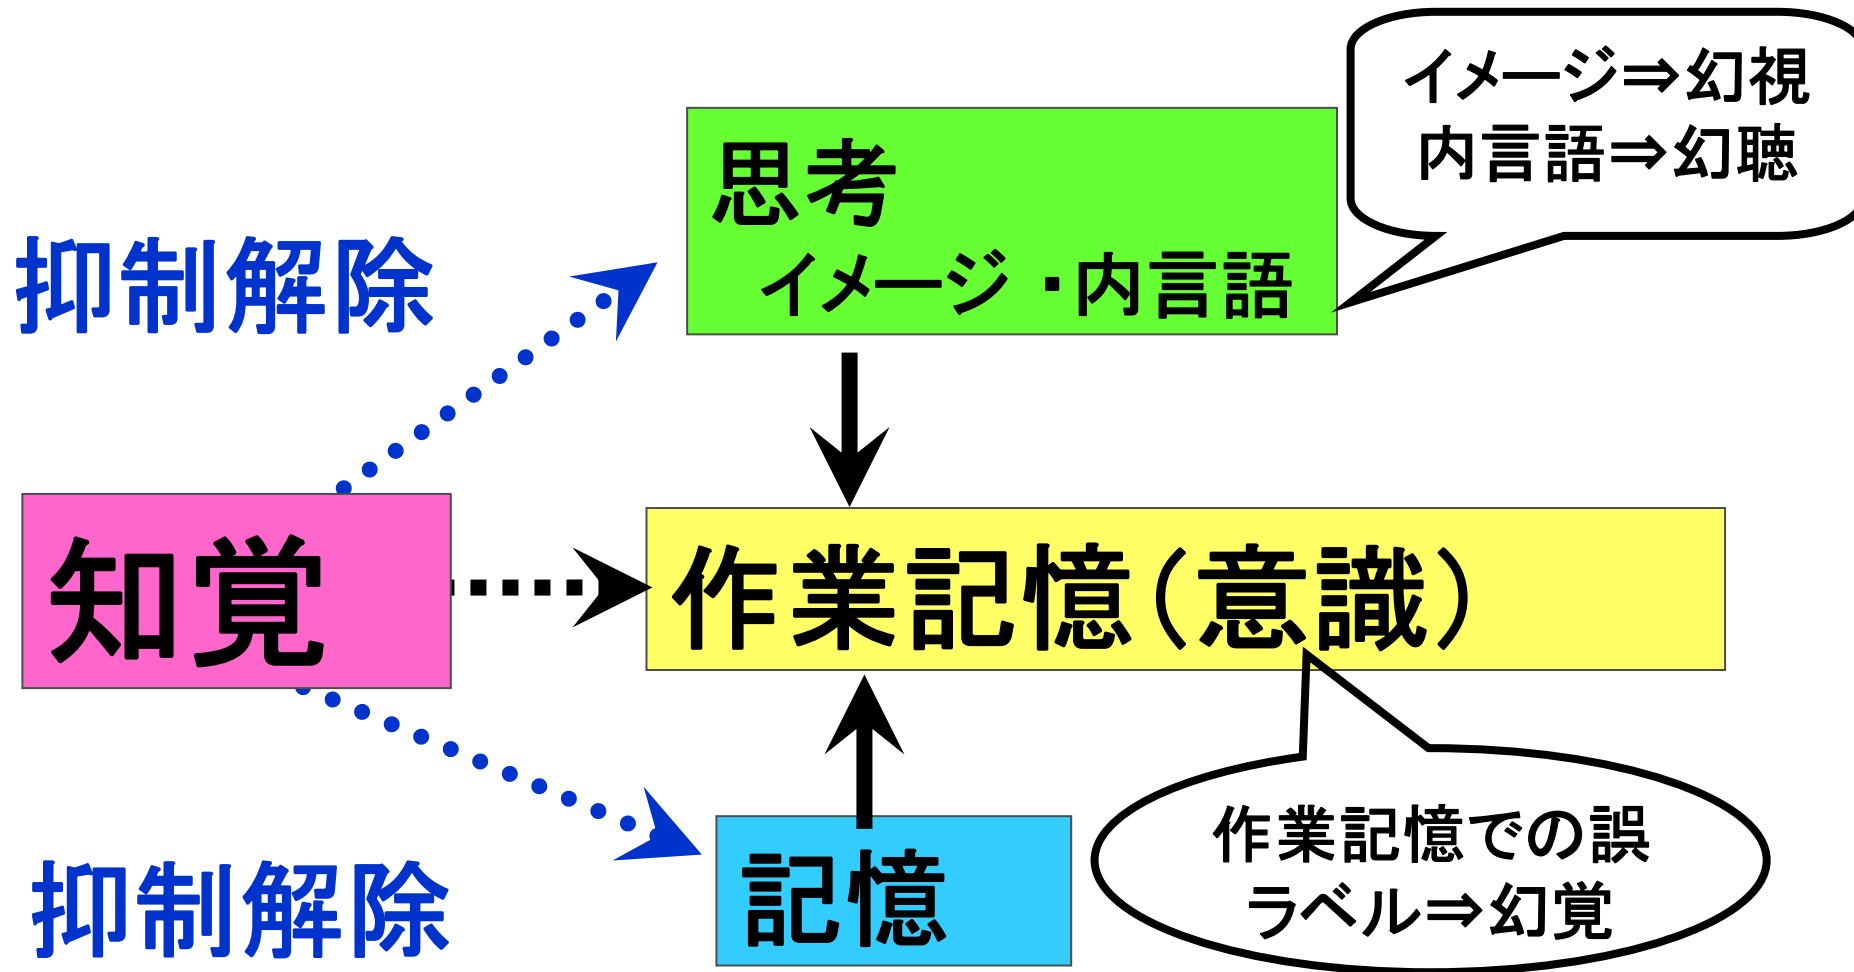 イメージ⇒幻視
内言語⇒幻聴
思考
イメージ・内言語
抑制解除
知覚
作業記憶(意識)
抑制解除
記憶
作業記憶での誤
ラベル⇒幻覚